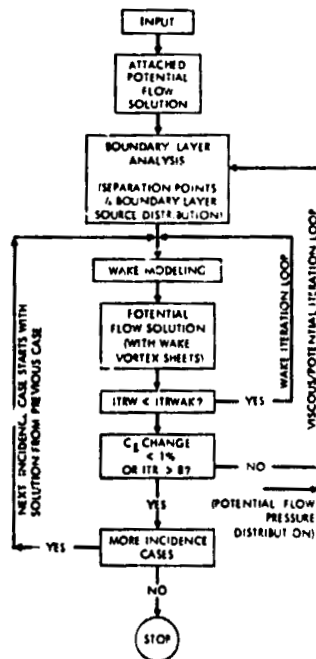 INPUT
ATTACHED
POTENTIAL
FLOW
SOLUTION
BOUNDARY LAYER
ANALYSIS
(SEPARATION POINTS
& BOUNDARY LAYER
SOURCE DISTRIBUTION)
WAKE MODELING
POTENTIAL
FLOW SOLUTION
(WITH WAKE
VORTEX SHEETS)
ITRW < ITRWAK?
YES
WAKE ITERATION LOOP
VISCOUS/POTENTIAL ITERATION LOOP
NEXT INCIDENC. CASE STARTS WITH
SOLUTION FROM PREVIOUS CASE
CHANGE
< 1%
OR ITR > 8?
NO
(POTENTIAL FLOW
PRESSURE
DISTRIBUTION)
YES
MORE INCIDENCE
CASES
YES
NO
STOP